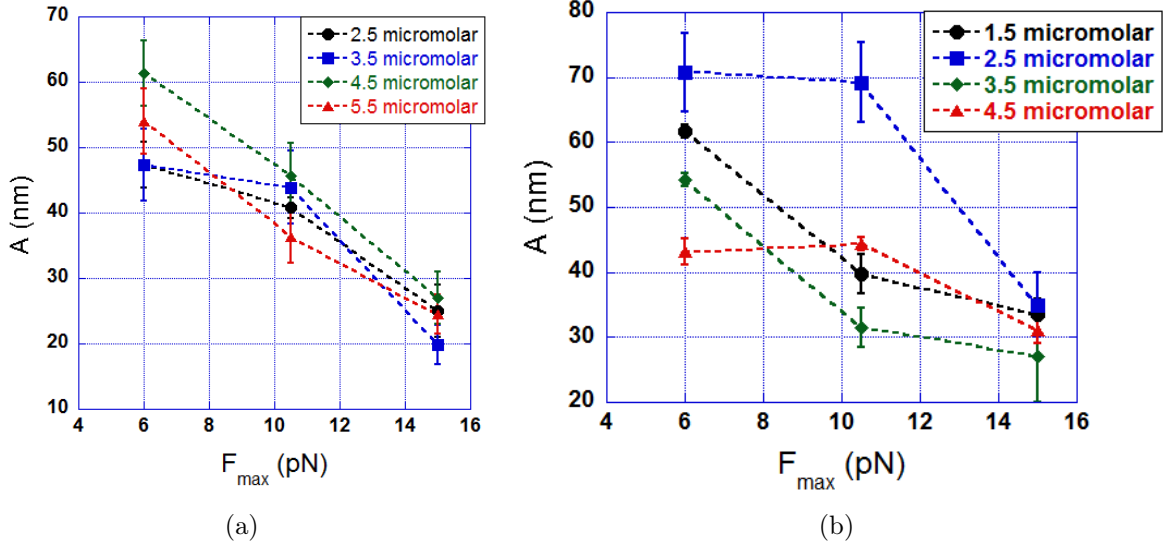 70
60
50
40
30
20
10
4 6 8 10 12 14 16
A (nm)
F_max (pN)
2.5 micromolar
3.5 micromolar
4.5 micromolar
5.5 micromolar
(a)
80
70
60
50
40
30
20
4 6 8 10 12 14 16
A (nm)
F_max (pN)
1.5 micromolar
2.5 micromolar
3.5 micromolar
4.5 micromolar
(b)